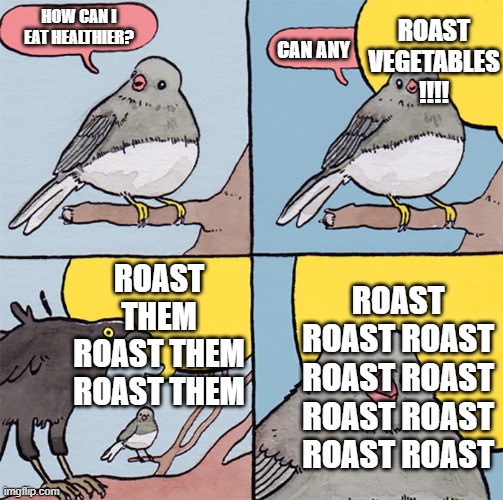 HOW CAN I
EAT HEALTHIER?
CAN ANY
ROAST
VEGETABLES
!!!!
ROAST
THEM
ROAST THEM
ROAST THEM
ROAST
ROAST ROAST
ROAST ROAST
ROAST ROAST
ROAST ROAST
imgflip.com